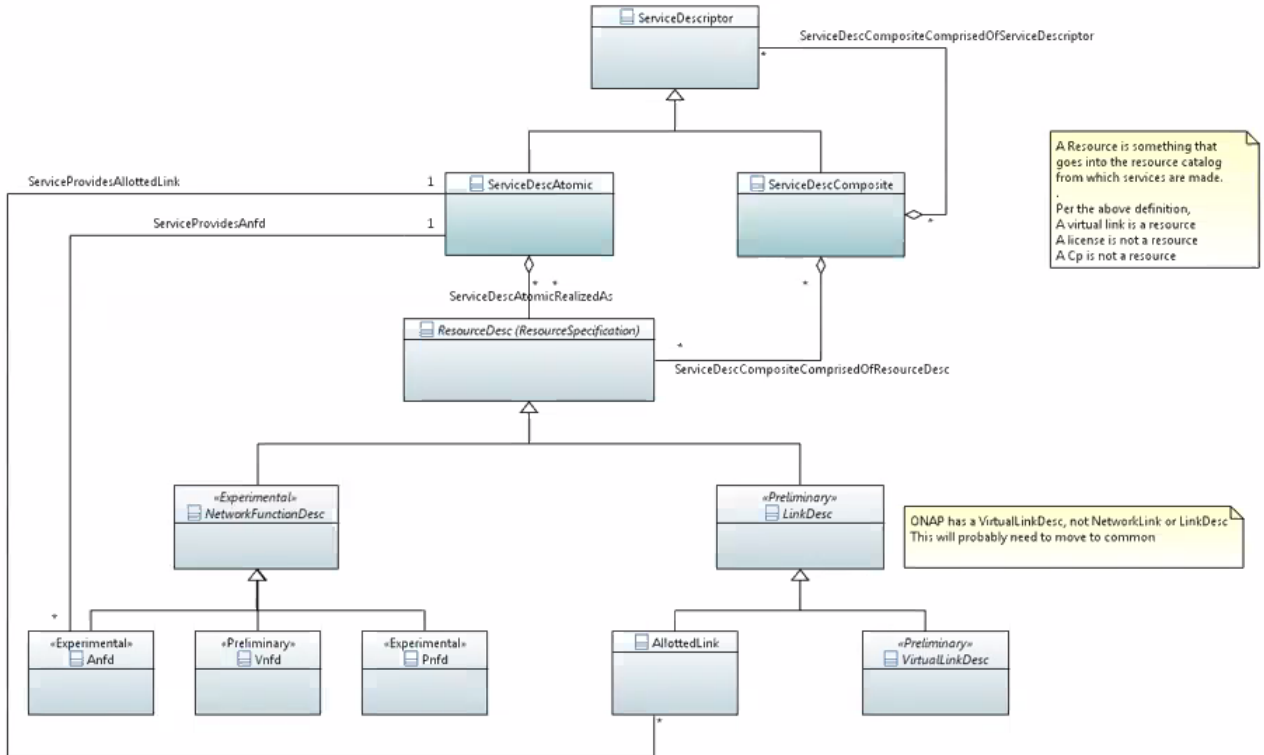 ServiceDescriptor
ServiceDescCompositeComprisedOfServiceDescriptor
*
A Resource is something that
goes into the resource catalog
from which services are made.
.
Per the above definition,
A virtual link is a resource
A license is not a resource
A Cp is not a resource
ServiceProvidesAllottedLink
1
ServiceDescAtomic
ServiceDescComposite
ServiceProvidesAnfd
1
*
* *
*
ServiceDescAtomicRealizedAs
ResourceDesc (ResourceSpecification)
*
ServiceDescCompositeComprisedOfResourceDesc
«Experimental»
NetworkFunctionDesc
«Preliminary»
LinkDesc
ONAP has a VirtualLinkDesc, not NetworkLink or LinkDesc
This will probably need to move to common
*
«Experimental»
Anfd
«Preliminary»
Vnfd
«Experimental»
Pnfd
AllottedLink
«Preliminary»
VirtualLinkDesc
*